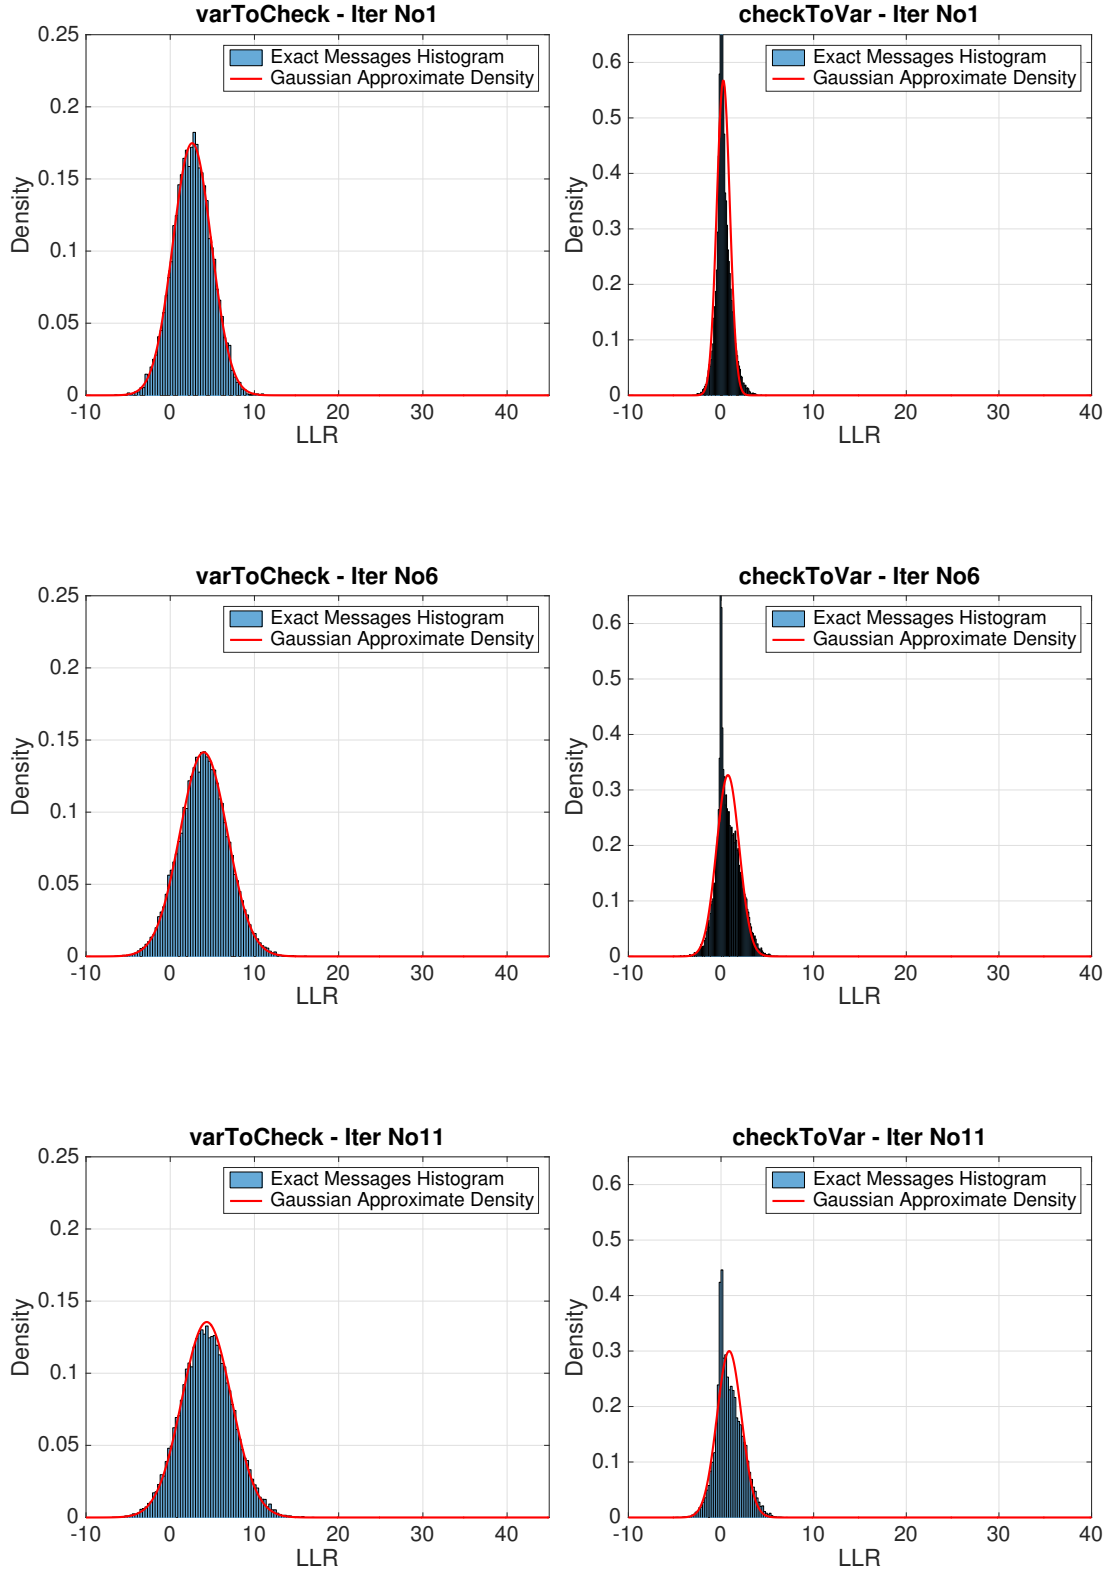 varToCheck - Iter No1
0.25
0.2
0.15
0.1
0.05
0
Density
Exact Messages Histogram
Gaussian Approximate Density
-10 0 10 20 30 40
LLR
checkToVar - Iter No1
0.6
0.5
0.4
0.3
0.2
0.1
0
Density
Exact Messages Histogram
Gaussian Approximate Density
-10 0 10 20 30 40
LLR
varToCheck - Iter No6
0.25
0.2
0.15
0.1
0.05
0
Density
Exact Messages Histogram
Gaussian Approximate Density
-10 0 10 20 30 40
LLR
checkToVar - Iter No6
0.6
0.5
0.4
0.3
0.2
0.1
0
Density
Exact Messages Histogram
Gaussian Approximate Density
-10 0 10 20 30 40
LLR
varToCheck - Iter No11
0.25
0.2
0.15
0.1
0.05
0
Density
Exact Messages Histogram
Gaussian Approximate Density
-10 0 10 20 30 40
LLR
checkToVar - Iter No11
0.6
0.5
0.4
0.3
0.2
0.1
0
Density
Exact Messages Histogram
Gaussian Approximate Density
-10 0 10 20 30 40
LLR